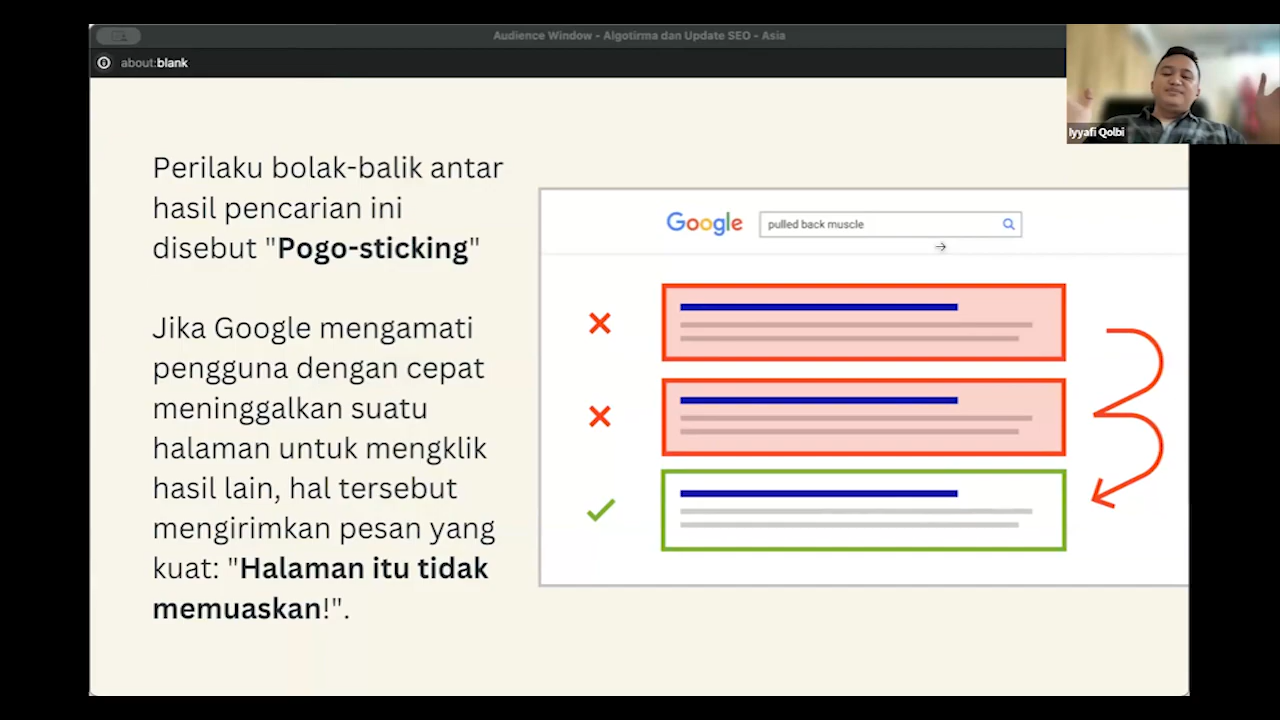 Audience Window - Algotirma dan Update SEO - Asia
about:blank
Iyyafi Qolbi
Perilaku bolak-balik antar
hasil pencarian ini
disebut "Pogo-sticking"
Jika Google mengamati
pengguna dengan cepat
meninggalkan suatu
halaman untuk mengklik
hasil lain, hal tersebut
mengirimkan pesan yang
kuat: "Halaman itu tidak
memuaskan!".
Google
pulled back muscle